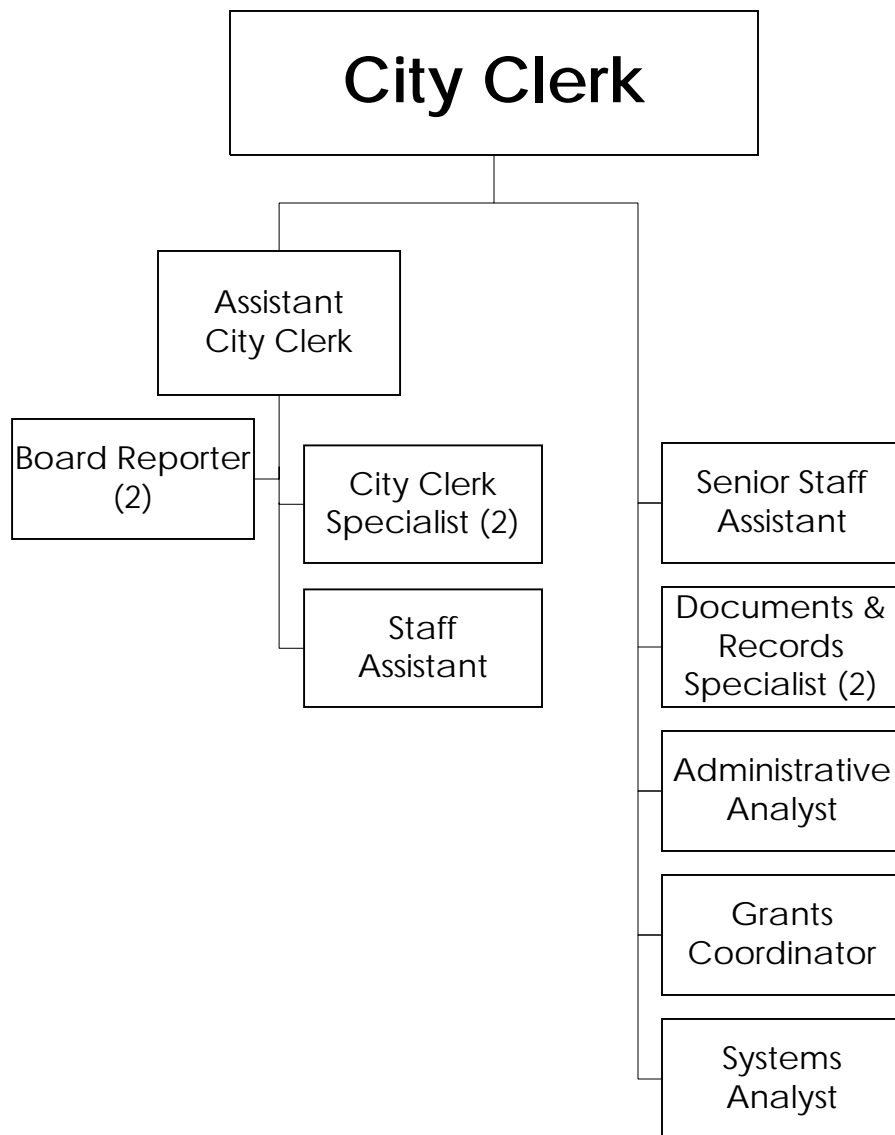 City Clerk
Assistant
City Clerk
Board Reporter
(2)
City Clerk
Specialist (2)
Staff
Assistant
Senior Staff
Assistant
Documents &
Records
Specialist (2)
Administrative
Analyst
Grants
Coordinator
Systems
Analyst